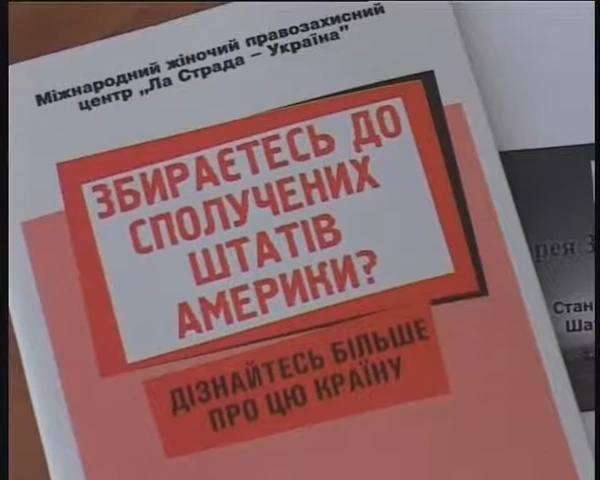 Міжнародний жіночий правозахисний
центр „Ла Страда – Україна”
ЗБИРАЄТЕСЬ ДО
СПОЛУЧЕНИХ
ШТАТІВ
АМЕРИКИ?
ДІЗНАЙТЕСЬ БІЛЬШЕ
ПРО ЦЮ КРАЇНУ